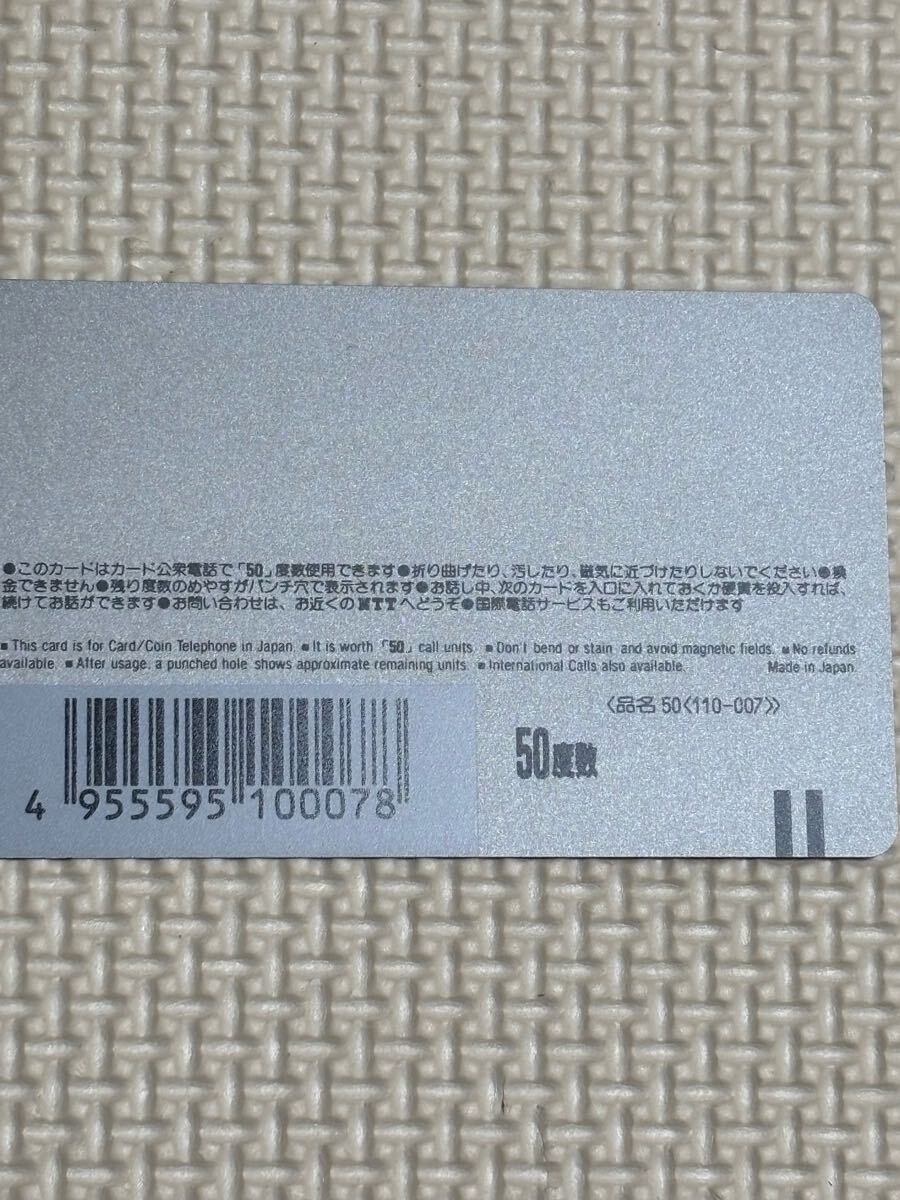 ●このカードはカード公衆電話で「50」度数使用できます●折り曲げたり、汚したり、磁気に近づけたりしないでください●換
金できません●残り度数のめやすがパンチ穴で表示されます●お話し中、次のカードを入口に入れておくか硬貨を投入すれば、
続けてお話ができます●お問い合わせは、お近くのNTTへどうぞ●国際電話サービスもご利用いただけます
■This card is for Card/Coin Telephone in Japan. ■It is worth「50」call units. ■Don't bend or stain, and avoid magnetic fields. ■No refunds
available. ■After usage, a punched hole shows approximate remaining units. ■International Calls also available. Made in Japan.
〈品名 50〈110-007〉〉
50度数
4 955595 100078